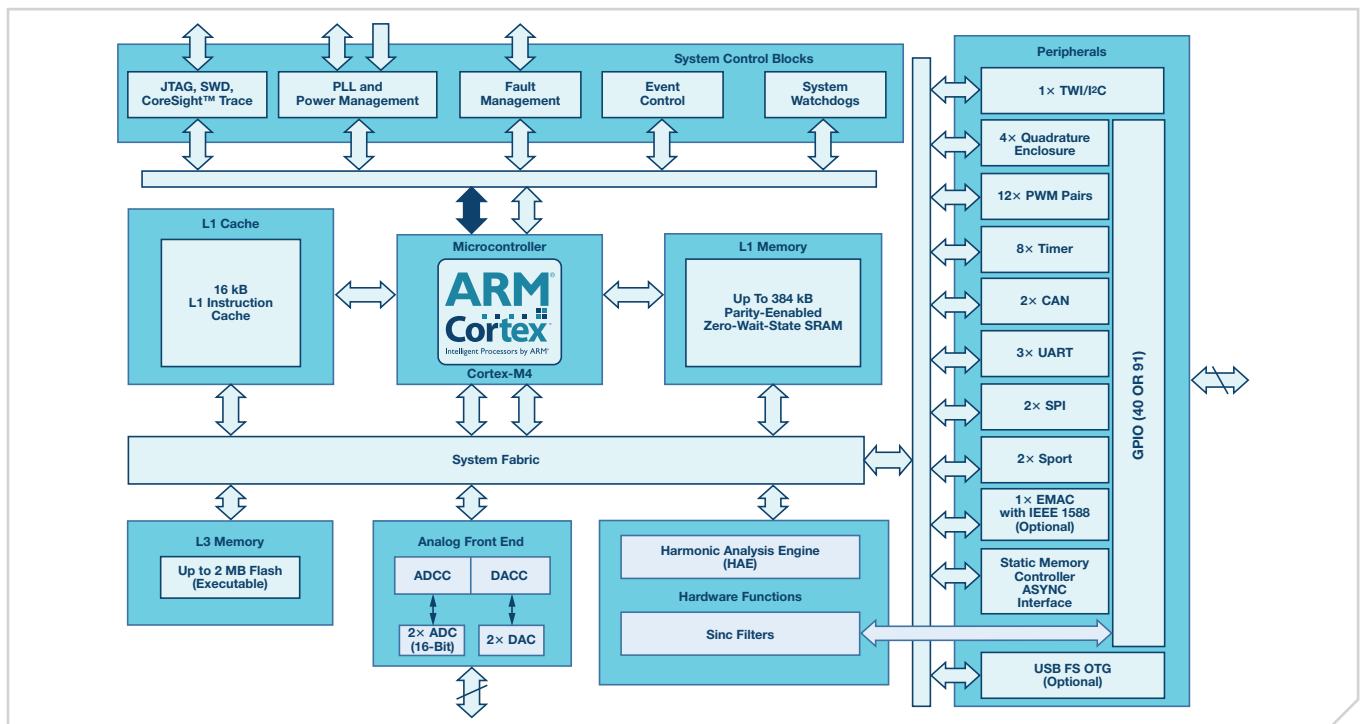 System Control Blocks
JTAG, SWD,
CoreSight™ Trace
PLL and
Power Management
Fault
Management
Event
Control
System
Watchdogs
L1 Cache
16 kB
L1 Instruction
Cache
Microcontroller
ARM®
Cortex™
Intelligent Processors by ARM®
Cortex-M4
L1 Memory
Up To 384 kB
Parity-Eenabled
Zero-Wait-State SRAM
System Fabric
L3 Memory
Up to 2 MB Flash
(Executable)
Analog Front End
ADCC
DACC
2× ADC
(16-Bit)
2× DAC
Harmonic Analysis Engine
(HAE)
Hardware Functions
Sinc Filters
Peripherals
1× TWI/I²C
4× Quadrature
Enclosure
12× PWM Pairs
8× Timer
2× CAN
3× UART
2× SPI
2× Sport
1× EMAC
with IEEE 1588
(Optional)
Static Memory
Controller
ASYNC
Interface
USB FS OTG
(Optional)
GPIO (40 OR 91)